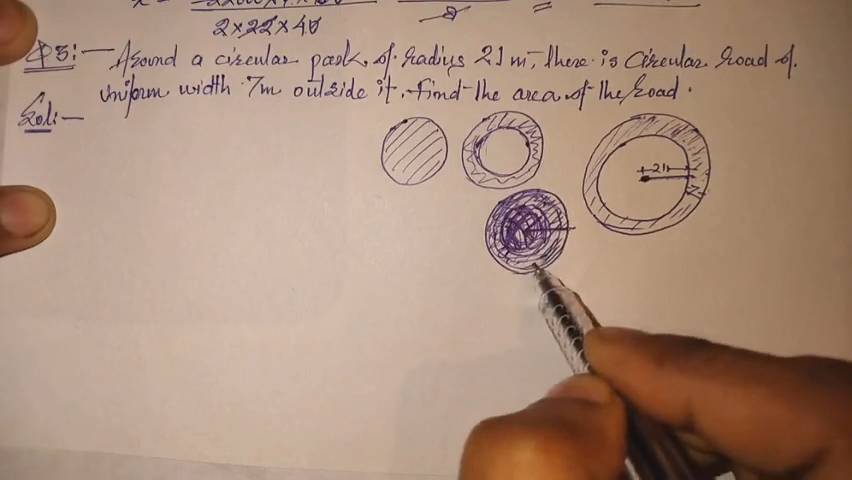 2×22×40
Q3:- Around a circular park, of radius 21m, there is Circular road of
uniform width 7m outside it. find the area of the Road.
Sol:-
21